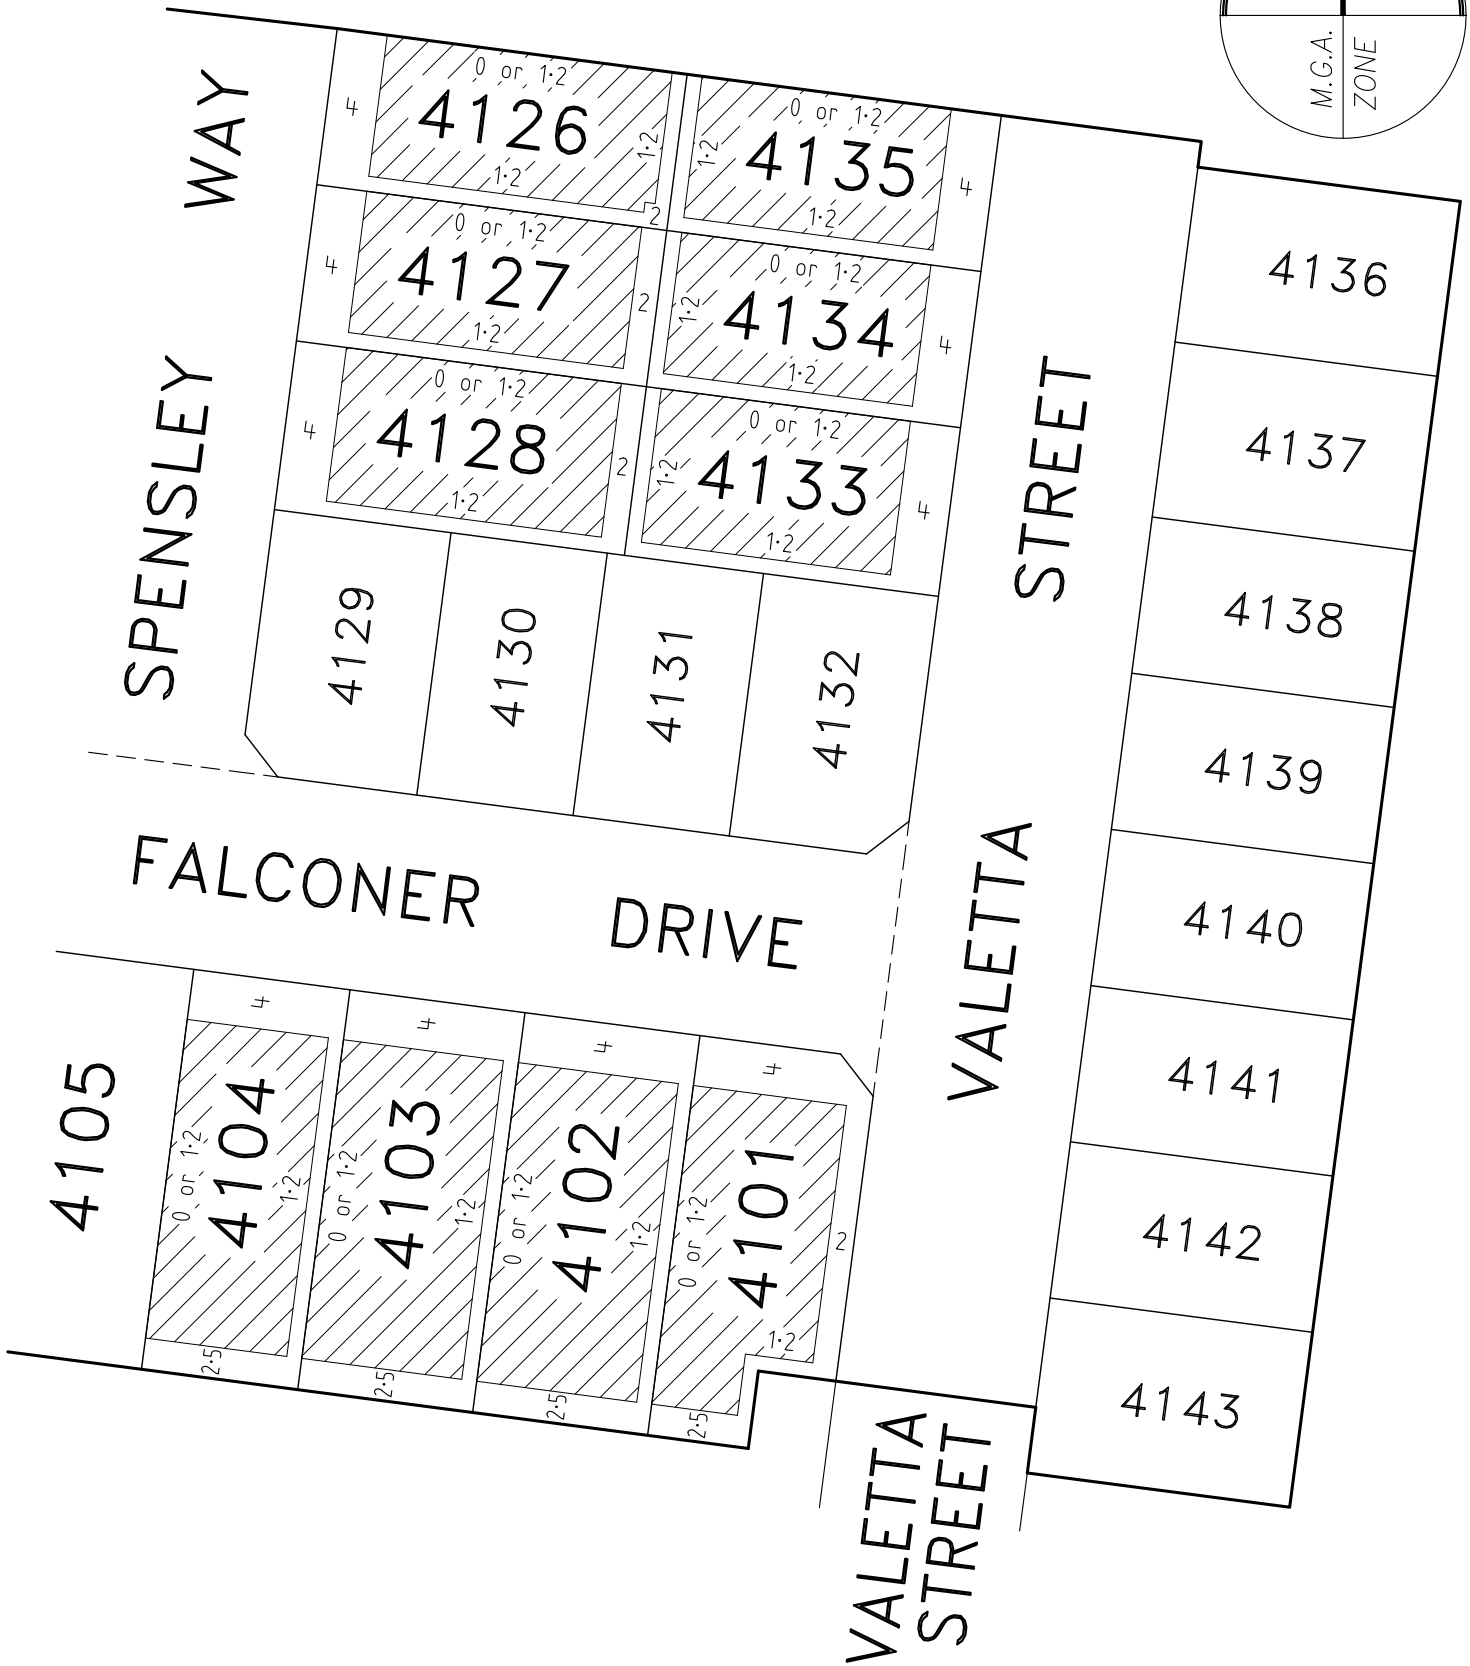 M.G.A.
ZONE
WAY
SPENSLEY
4
0 or 1·2
4126
1·2
1·2
2
0 or 1·2
1·2
4135
1·2
4
4
0 or 1·2
4127
1·2
2
0 or 1·2
1·2
4134
1·2
4
4
0 or 1·2
4128
1·2
2
0 or 1·2
1·2
4133
1·2
4
4129
4130
4131
4132
STREET
VALETTA
4136
4137
4138
4139
4140
4141
4142
4143
FALCONER DRIVE
4105
4
0 or 1·2
4104
1·2
2·5
4
0 or 1·2
4103
1·2
2·5
4
0 or 1·2
4102
1·2
2·5
4
0 or 1·2
4101
2
1·2
2·5
VALETTA
STREET